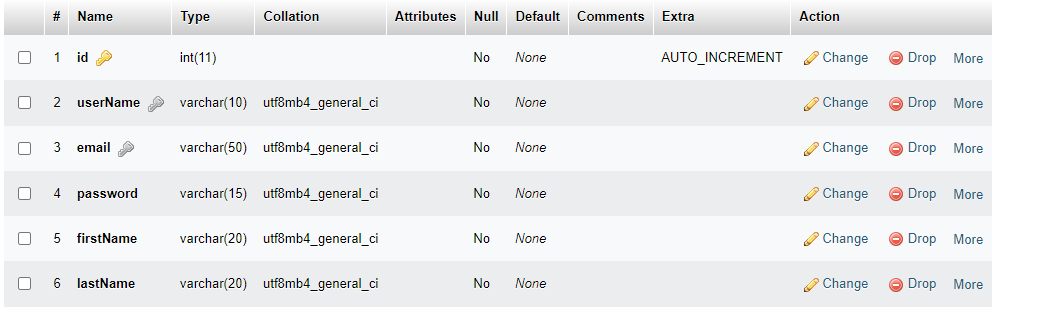 # Name Type Collation Attributes Null Default Comments Extra Action
1 id int(11) No None AUTO_INCREMENT Change Drop More
2 userName varchar(10) utf8mb4_general_ci No None Change Drop More
3 email varchar(50) utf8mb4_general_ci No None Change Drop More
4 password varchar(15) utf8mb4_general_ci No None Change Drop More
5 firstName varchar(20) utf8mb4_general_ci No None Change Drop More
6 lastName varchar(20) utf8mb4_general_ci No None Change Drop More